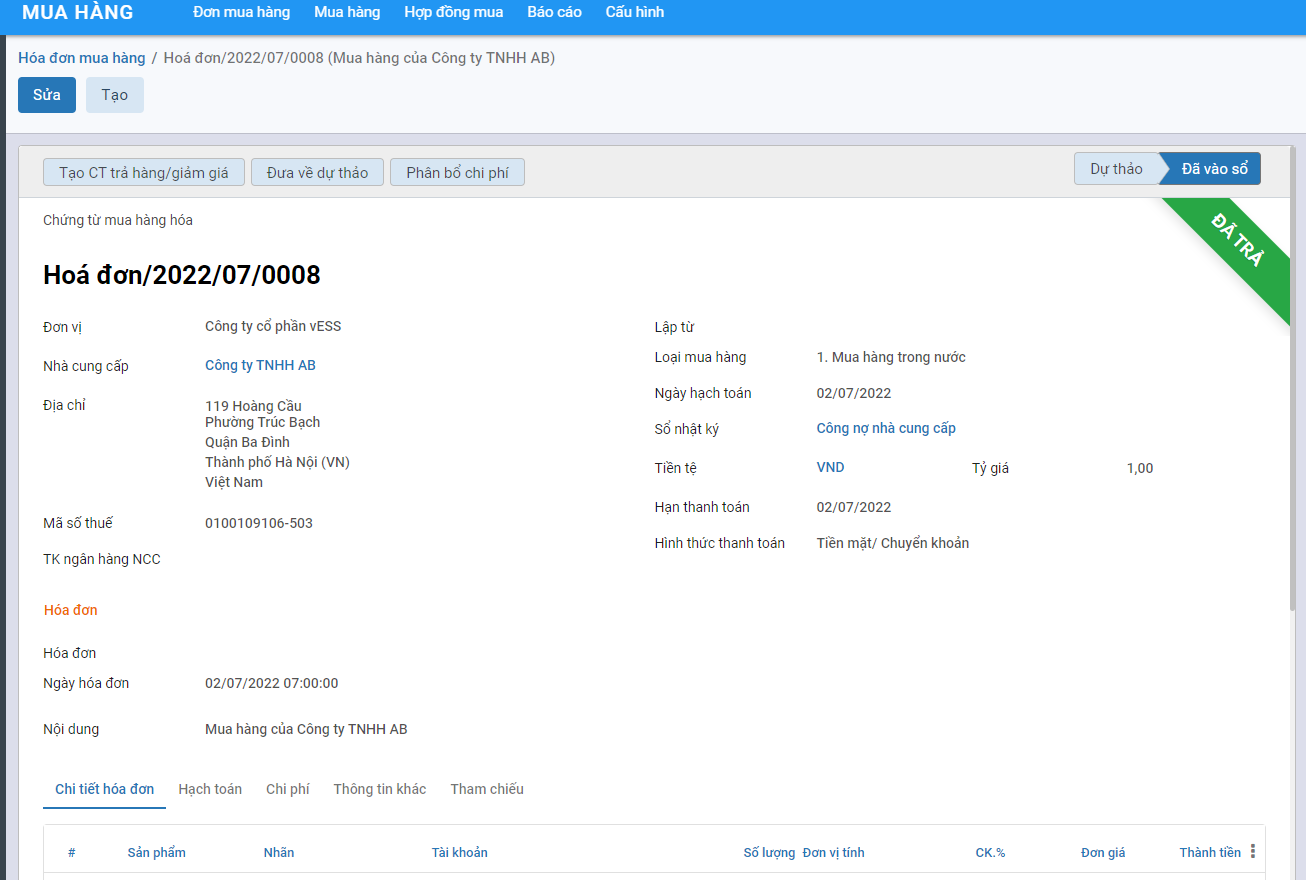 MUA HÀNG Đơn mua hàng Mua hàng Hợp đồng mua Báo cáo Cấu hình
Hóa đơn mua hàng / Hoá đơn/2022/07/0008 (Mua hàng của Công ty TNHH AB)
Sửa Tạo
Tạo CT trả hàng/giảm giá Đưa về dự thảo Phân bổ chi phí Dự thảo Đã vào sổ
Chứng từ mua hàng hóa
ĐÃ TRẢ
Hoá đơn/2022/07/0008
Đơn vị Công ty cổ phần vESS Lập từ
Loại mua hàng 1. Mua hàng trong nước
Nhà cung cấp Công ty TNHH AB
Ngày hạch toán 02/07/2022
Địa chỉ 119 Hoàng Cầu
Phường Trúc Bạch Sổ nhật ký Công nợ nhà cung cấp
Quận Ba Đình
Thành phố Hà Nội (VN) Tiền tệ VND Tỷ giá 1,00
Việt Nam
Hạn thanh toán 02/07/2022
Mã số thuế 0100109106-503
Hình thức thanh toán Tiền mặt/ Chuyển khoản
TK ngân hàng NCC
Hóa đơn
Hóa đơn
Ngày hóa đơn 02/07/2022 07:00:00
Nội dung Mua hàng của Công ty TNHH AB
Chi tiết hóa đơn Hạch toán Chi phí Thông tin khác Tham chiếu
# Sản phẩm Nhãn Tài khoản Số lượng Đơn vị tính CK.% Đơn giá Thành tiền